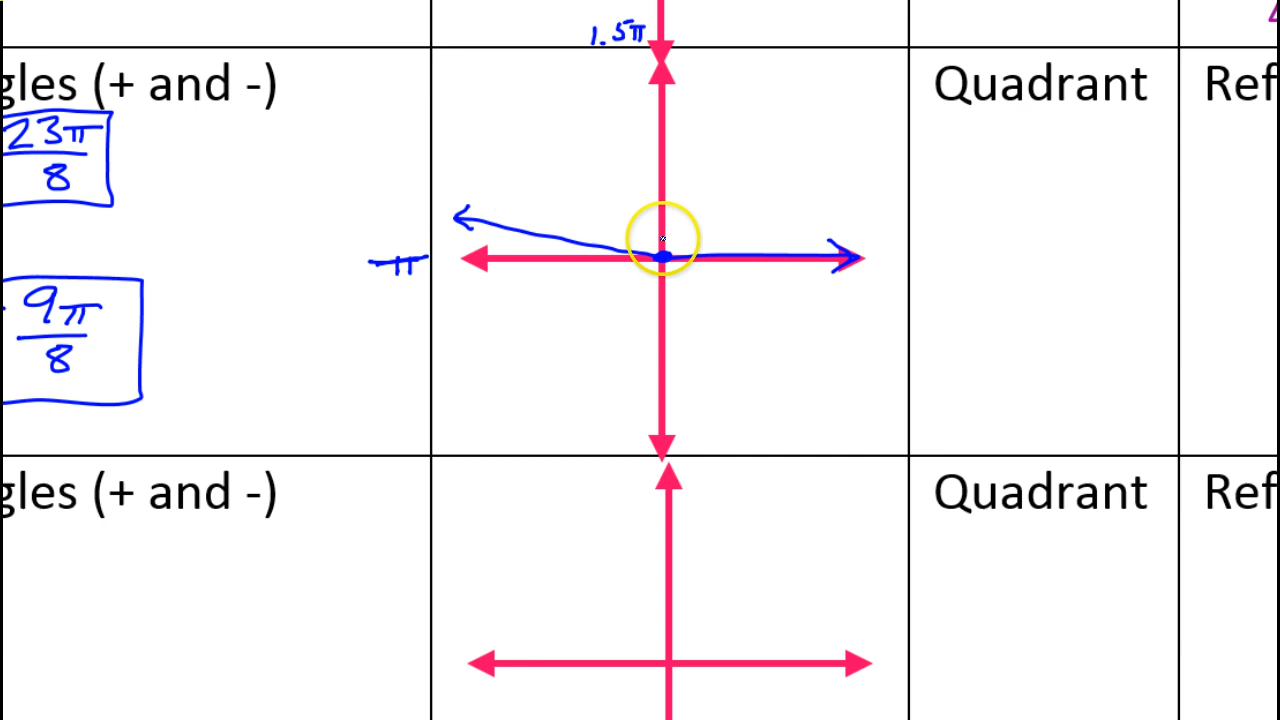 1.5π
gles (+ and -)
Quadrant
Ref
23π
8
π
9π
8
gles (+ and -)
Quadrant
Ref